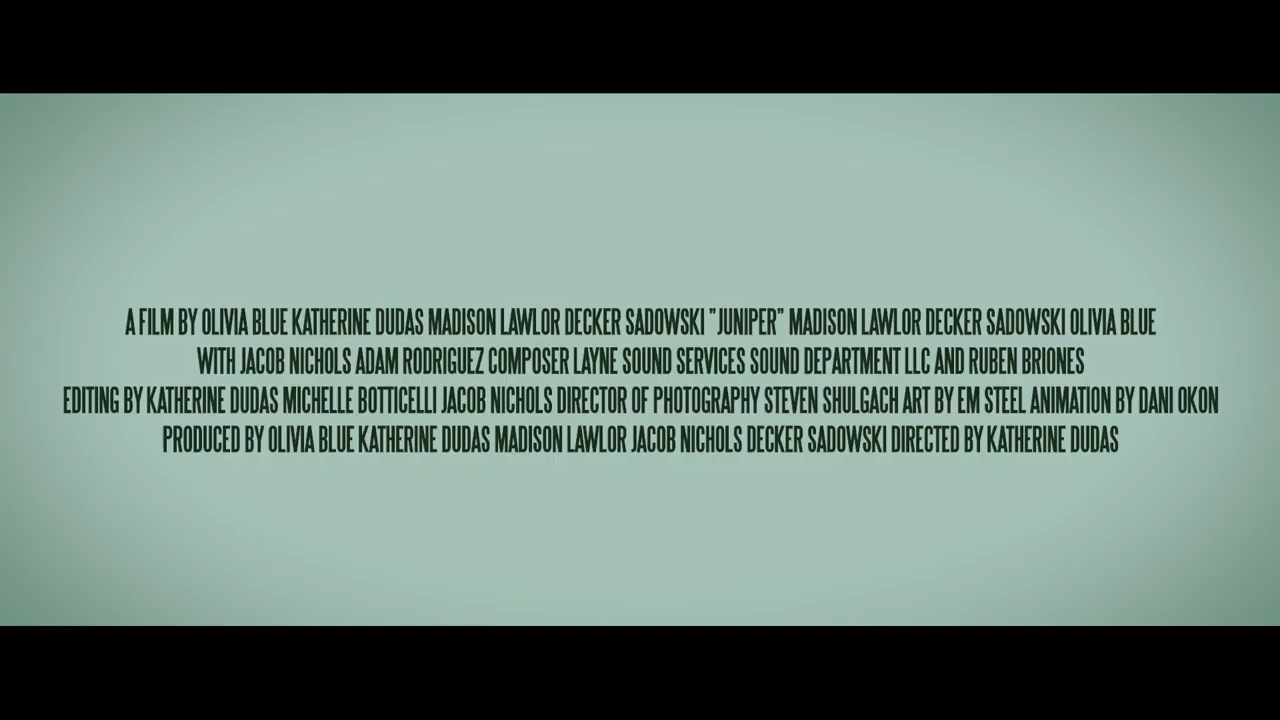 A FILM BY OLIVIA BLUE KATHERINE DUDAS MADISON LAWLOR DECKER SADOWSKI "JUNIPER" MADISON LAWLOR DECKER SADOWSKI OLIVIA BLUE
WITH JACOB NICHOLS ADAM RODRIGUEZ COMPOSER LAYNE SOUND SERVICES SOUND DEPARTMENT LLC AND RUBEN BRIONES
EDITING BY KATHERINE DUDAS MICHELLE BOTTICELLI JACOB NICHOLS DIRECTOR OF PHOTOGRAPHY STEVEN SHULGACH ART BY EM STEEL ANIMATION BY DANI OKON
PRODUCED BY OLIVIA BLUE KATHERINE DUDAS MADISON LAWLOR JACOB NICHOLS DECKER SADOWSKI DIRECTED BY KATHERINE DUDAS